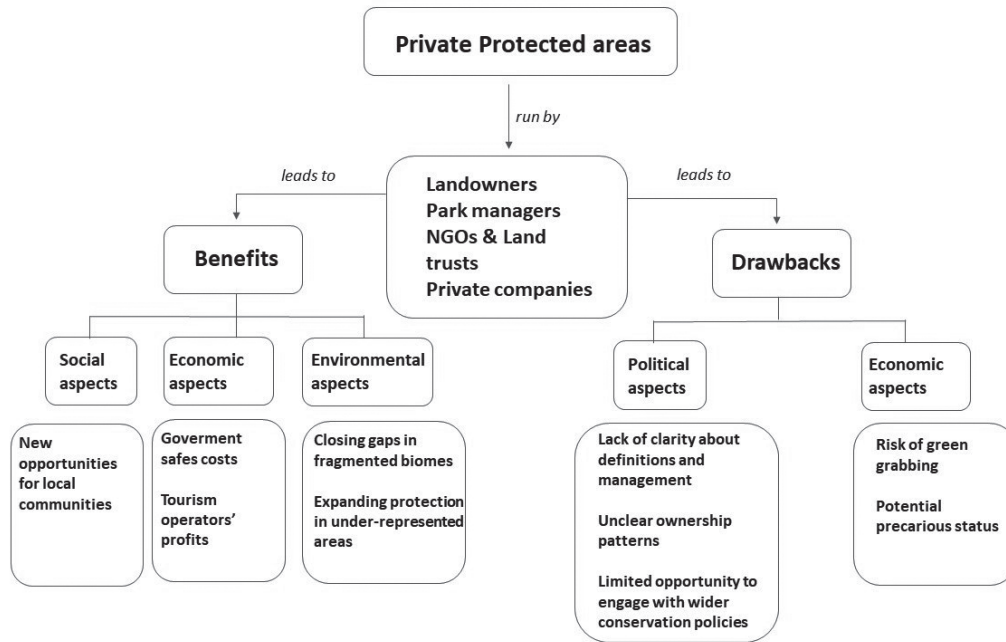 Private Protected areas
run by
leads to
leads to
Landowners
Park managers
NGOs & Land
trusts
Private companies
Benefits
Drawbacks
Social
aspects
Economic
aspects
Environmental
aspects
Political
aspects
Economic
aspects
New
opportunities
for local
communities
Goverment
safes costs
Tourism
operators’
profits
Closing gaps in
fragmented biomes
Expanding protection
in under-represented
areas
Lack of clarity about
definitions and
management
Unclear ownership
patterns
Limited opportunity to
engage with wider
conservation policies
Risk of green
grabbing
Potential
precarious status